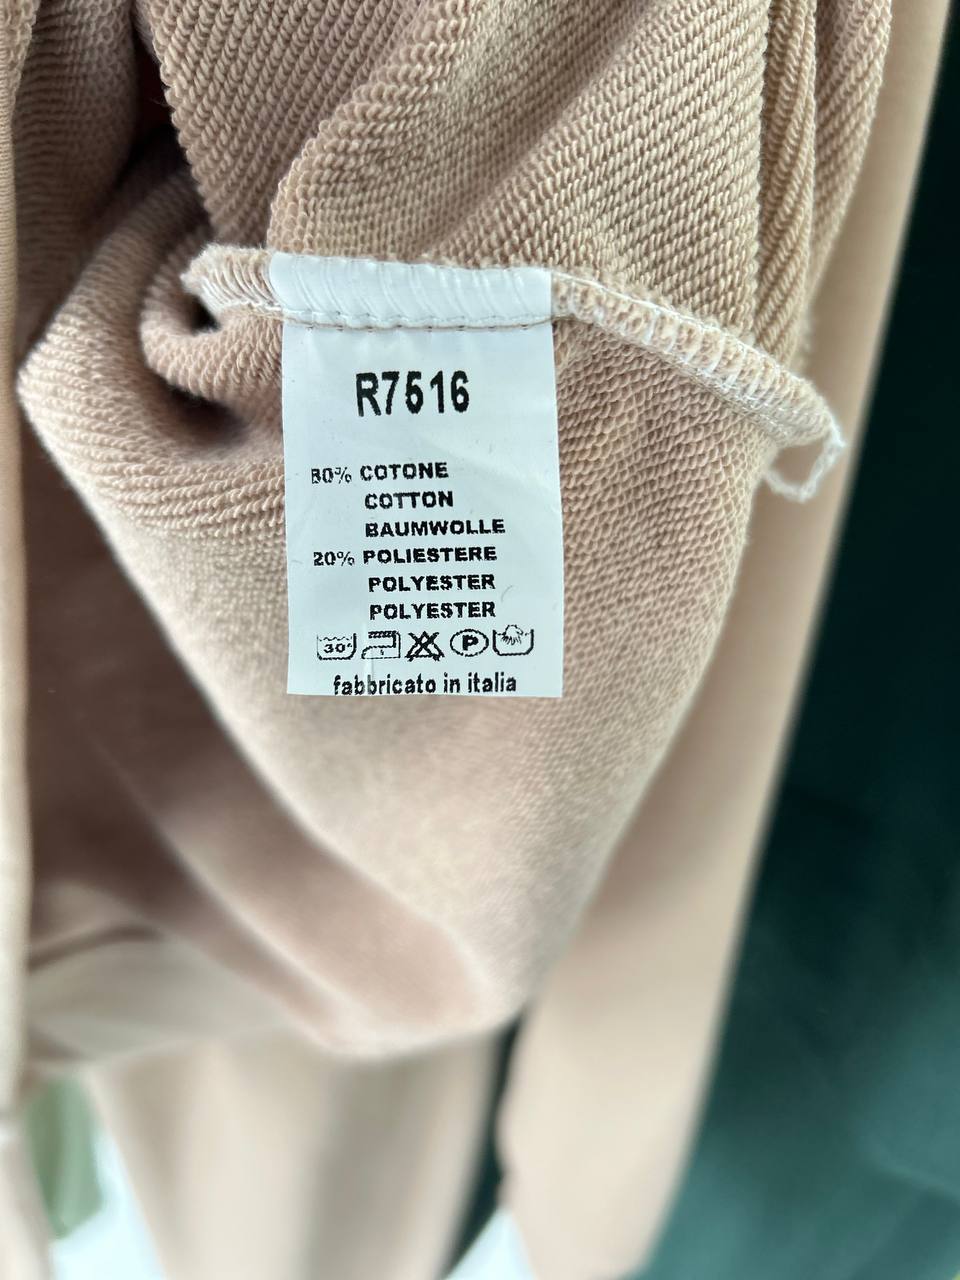 R7516
80% COTONE
COTTON
BAUMWOLLE
20% POLIESTERE
POLYESTER
POLYESTER
30° P
fabbricato in italia